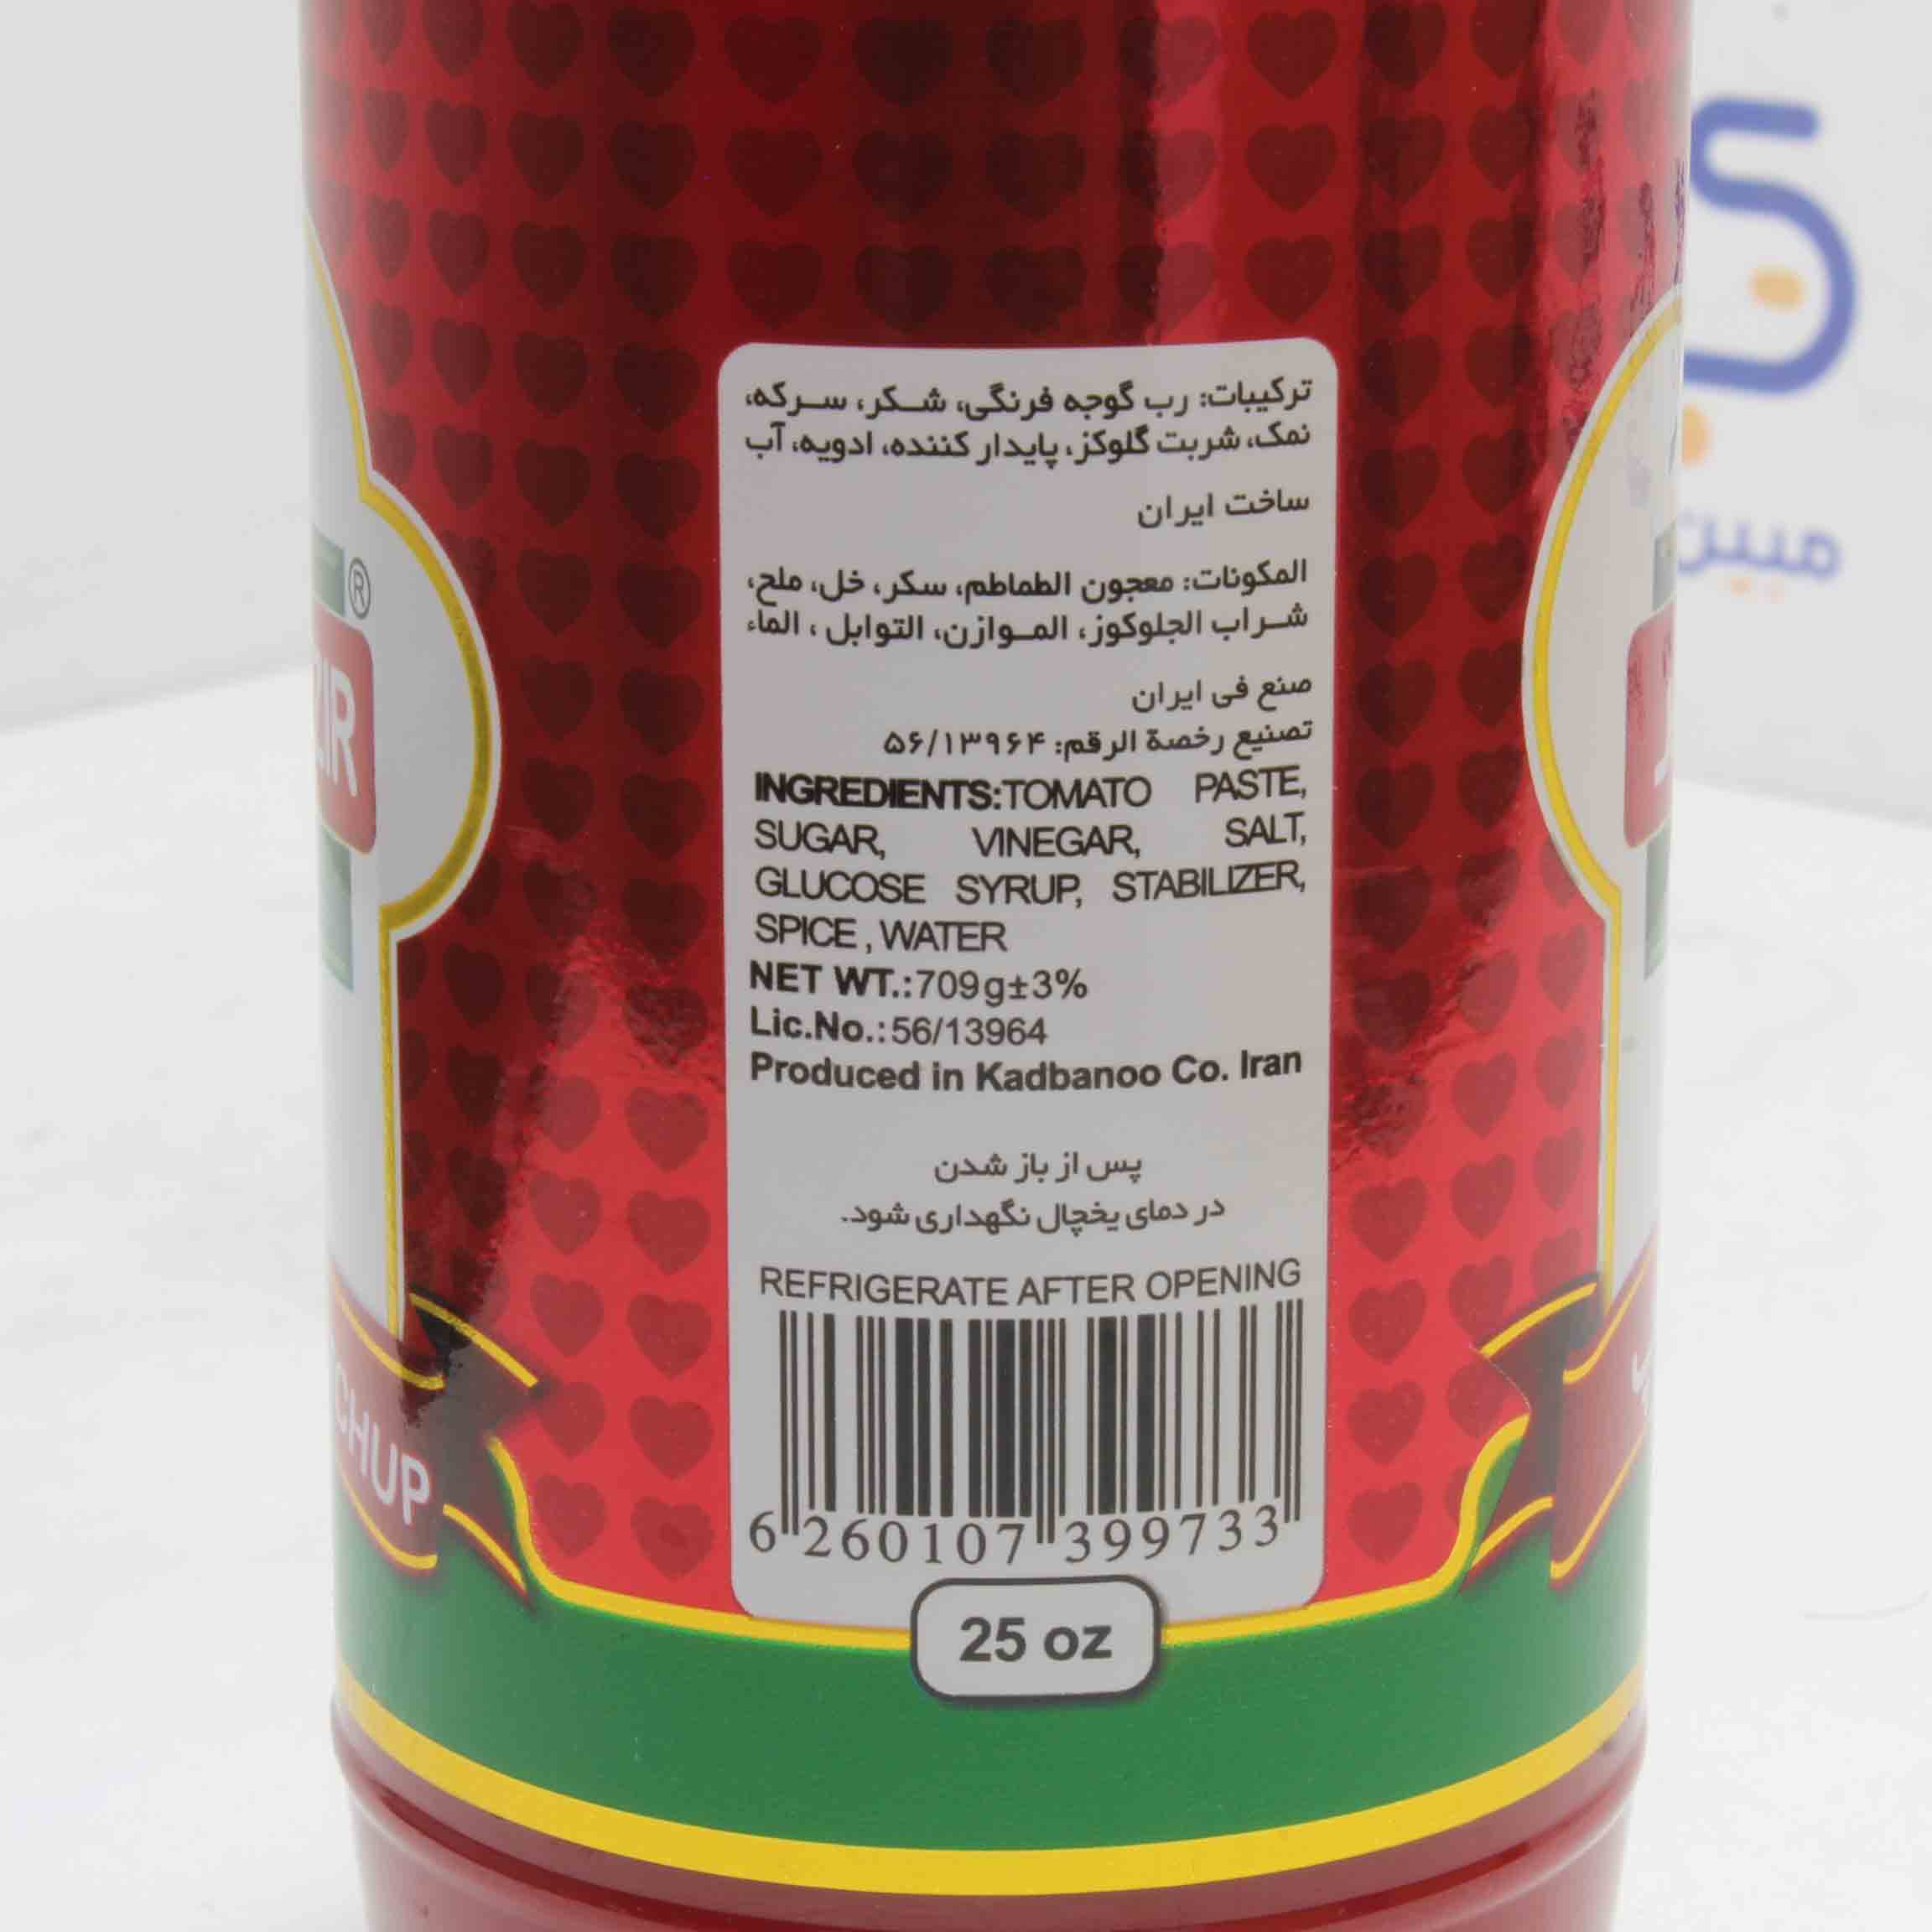 ترکیبات: رب گوجه فرنگی، شکر، سرکه،
نمک، شربت گلوکز، پایدار کننده، ادویه، آب
ساخت ایران
المکونات: معجون الطماطم، سکر، خل، ملح،
شراب الجلوکوز، الموازن، التوابل، الماء
صنع فی ایران
تصنیع رخصة الرقم: ۵۶/۱۳۹۶۴
INGREDIENTS:TOMATO PASTE,
SUGAR, VINEGAR, SALT,
GLUCOSE SYRUP, STABILIZER,
SPICE , WATER
NET WT.:709g±3%
Lic.No.:56/13964
Produced in Kadbanoo Co. Iran
پس از باز شدن
در دمای یخچال نگهداری شود.
REFRIGERATE AFTER OPENING
6 260107 399733
25 oz
®
CHUP
مبین